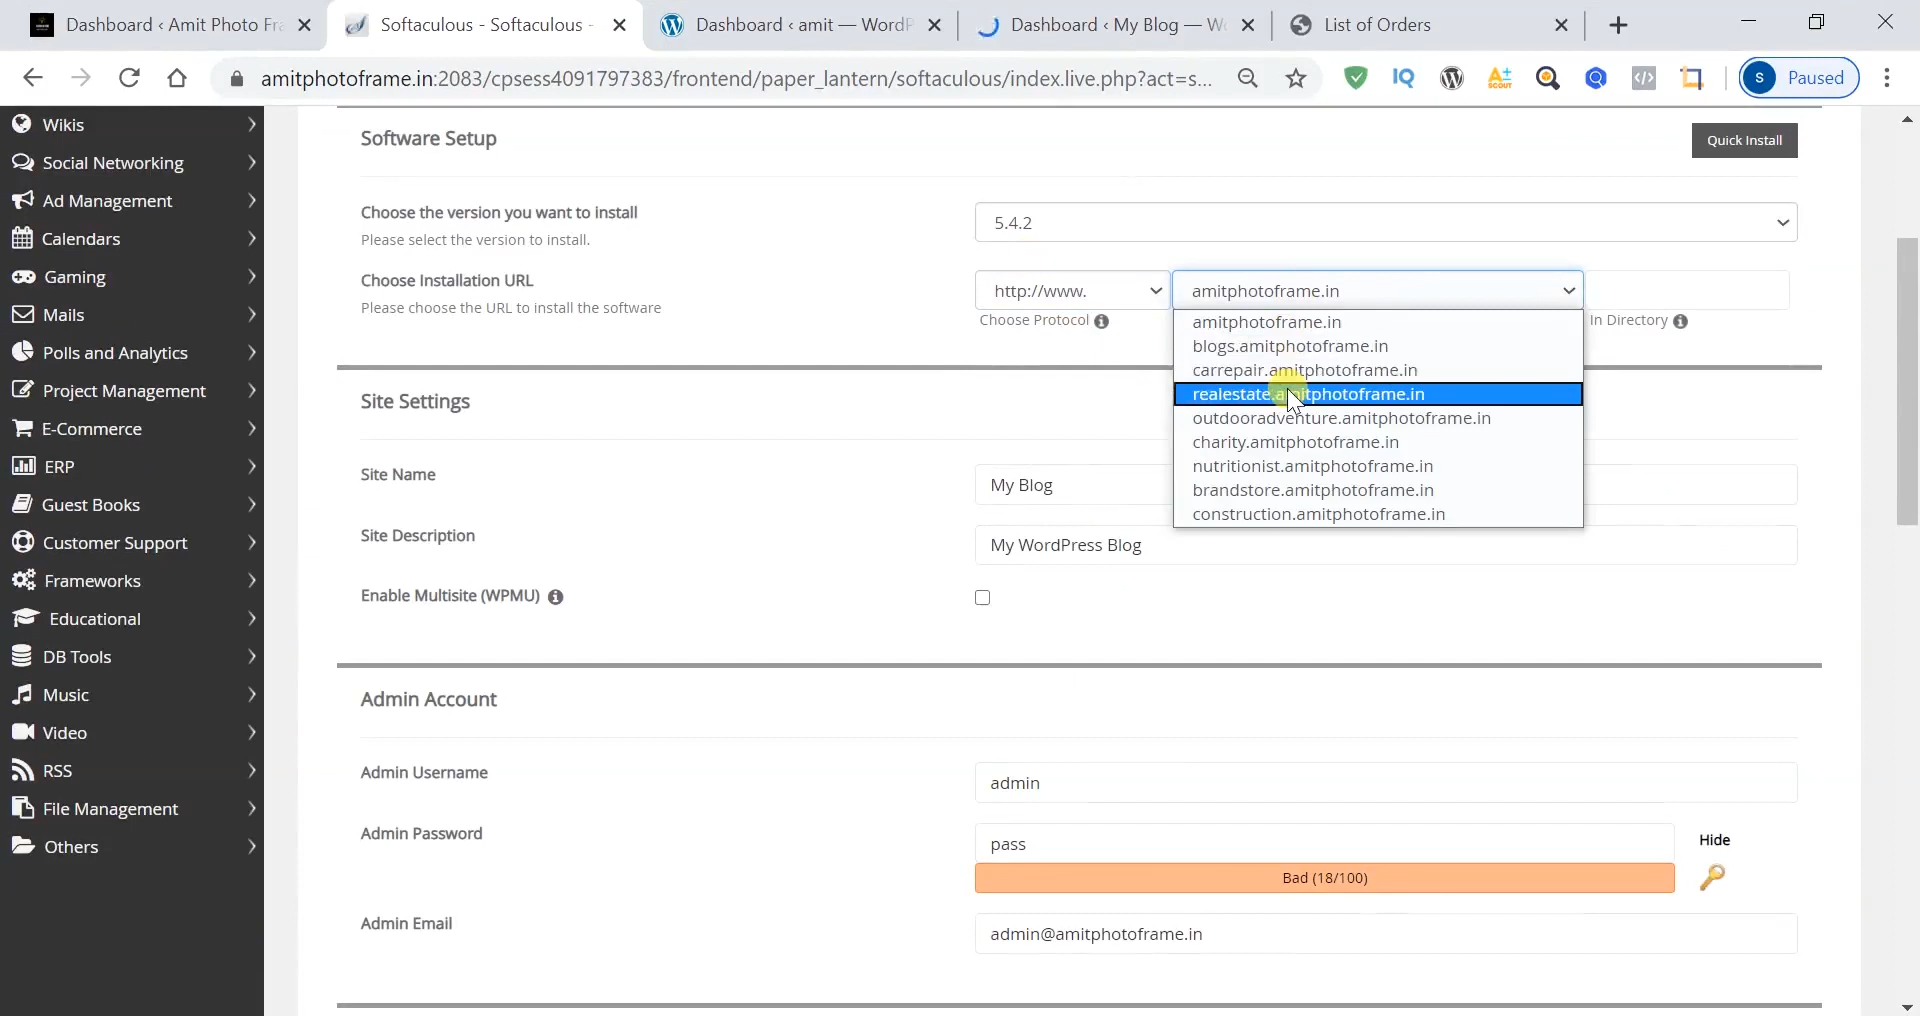 Dashboard ‹ Amit Photo Fra
Softaculous - Softaculous -
Dashboard ‹ amit — WordP
Dashboard ‹ My Blog — Wo
List of Orders
amitphotoframe.in:2083/cpsess4091797383/frontend/paper_lantern/softaculous/index.live.php?act=s...
IQ
SCOUT
S
Paused
Wikis
Social Networking
Ad Management
Calendars
Gaming
Mails
Polls and Analytics
Project Management
E-Commerce
ERP
Guest Books
Customer Support
Frameworks
Educational
DB Tools
Music
Video
RSS
File Management
Others
Software Setup
Quick Install
Choose the version you want to install
Please select the version to install.
5.4.2
Choose Installation URL
Please choose the URL to install the software
http://www.
amitphotoframe.in
Choose Protocol
In Directory
amitphotoframe.in
blogs.amitphotoframe.in
carrepair.amitphotoframe.in
realestate.amitphotoframe.in
outdooradventure.amitphotoframe.in
charity.amitphotoframe.in
nutritionist.amitphotoframe.in
brandstore.amitphotoframe.in
construction.amitphotoframe.in
Site Settings
Site Name
My Blog
Site Description
My WordPress Blog
Enable Multisite (WPMU)
Admin Account
Admin Username
admin
Admin Password
pass
Hide
Bad (18/100)
Admin Email
admin@amitphotoframe.in